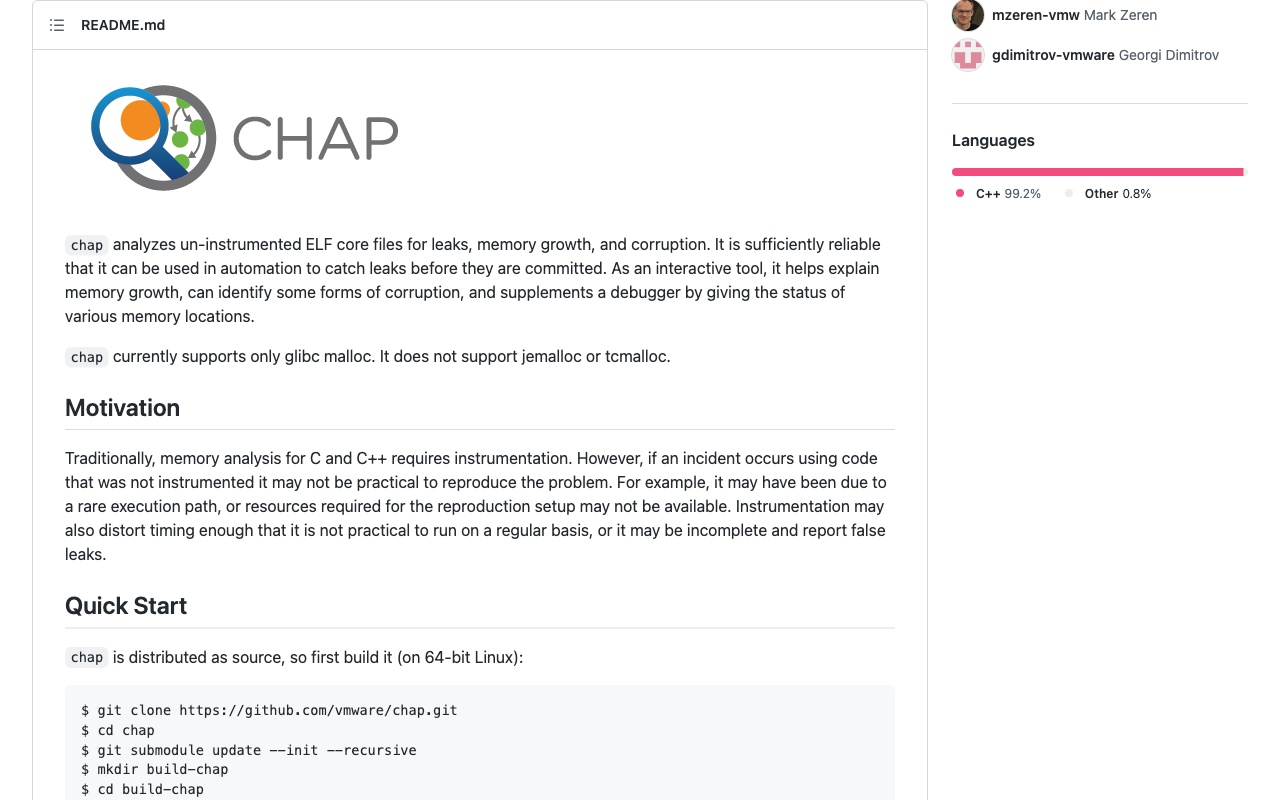 README.md
CHAP
chap analyzes un-instrumented ELF core files for leaks, memory growth, and corruption. It is sufficiently reliable
that it can be used in automation to catch leaks before they are committed. As an interactive tool, it helps explain
memory growth, can identify some forms of corruption, and supplements a debugger by giving the status of
various memory locations.
chap currently supports only glibc malloc. It does not support jemalloc or tcmalloc.
Motivation
Traditionally, memory analysis for C and C++ requires instrumentation. However, if an incident occurs using code
that was not instrumented it may not be practical to reproduce the problem. For example, it may have been due to
a rare execution path, or resources required for the reproduction setup may not be available. Instrumentation may
also distort timing enough that it is not practical to run on a regular basis, or it may be incomplete and report false
leaks.
Quick Start
chap is distributed as source, so first build it (on 64-bit Linux):
$ git clone https://github.com/vmware/chap.git
$ cd chap
$ git submodule update --init --recursive
$ mkdir build-chap
$ cd build-chap
mzeren-vmw Mark Zeren
gdimitrov-vmware Georgi Dimitrov
Languages
C++ 99.2% Other 0.8%